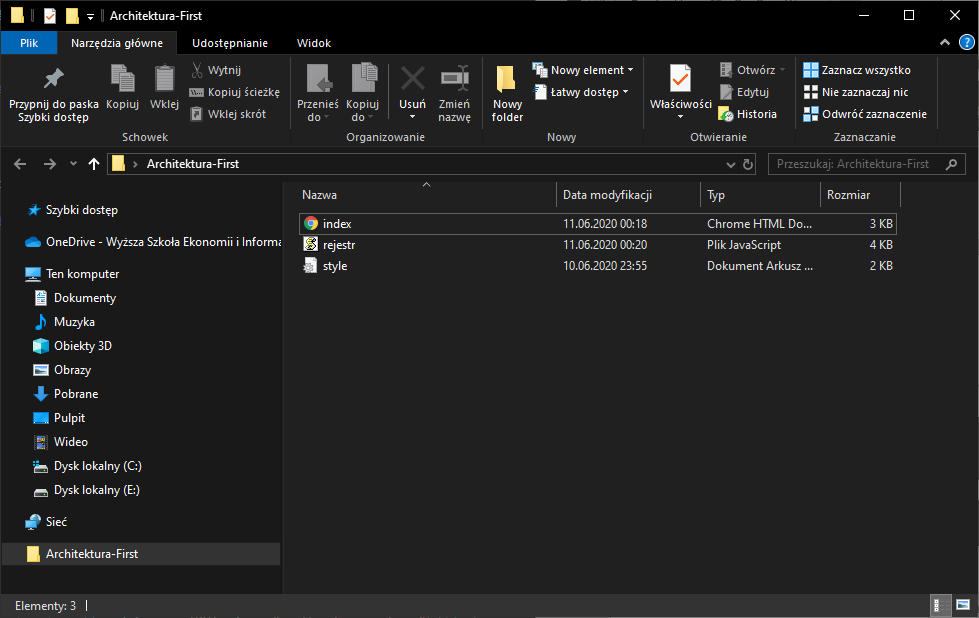 Architektura-First
Plik Narzędzia główne Udostępnianie Widok
Przypnij do paska Szybki dostęp
Kopiuj
Wklej
Wytnij
Kopiuj ścieżkę
Wklej skrót
Przenieś do
Kopiuj do
Usuń
Zmień nazwę
Nowy folder
Nowy element
Łatwy dostęp
Właściwości
Otwórz
Edytuj
Historia
Zaznacz wszystko
Nie zaznaczaj nic
Odwróć zaznaczenie
Schowek Organizowanie Nowy Otwieranie Zaznaczanie
Architektura-First
Przeszukaj: Architektura-First
Szybki dostęp
OneDrive - Wyższa Szkoła Ekonomii i Informa
Ten komputer
Dokumenty
Muzyka
Obiekty 3D
Obrazy
Pobrane
Pulpit
Wideo
Dysk lokalny (C:)
Dysk lokalny (E:)
Sieć
Architektura-First
Nazwa Data modyfikacji Typ Rozmiar
index 11.06.2020 00:18 Chrome HTML Do... 3 KB
rejestr 11.06.2020 00:20 Plik JavaScript 4 KB
style 10.06.2020 23:55 Dokument Arkusz ... 2 KB
Elementy: 3